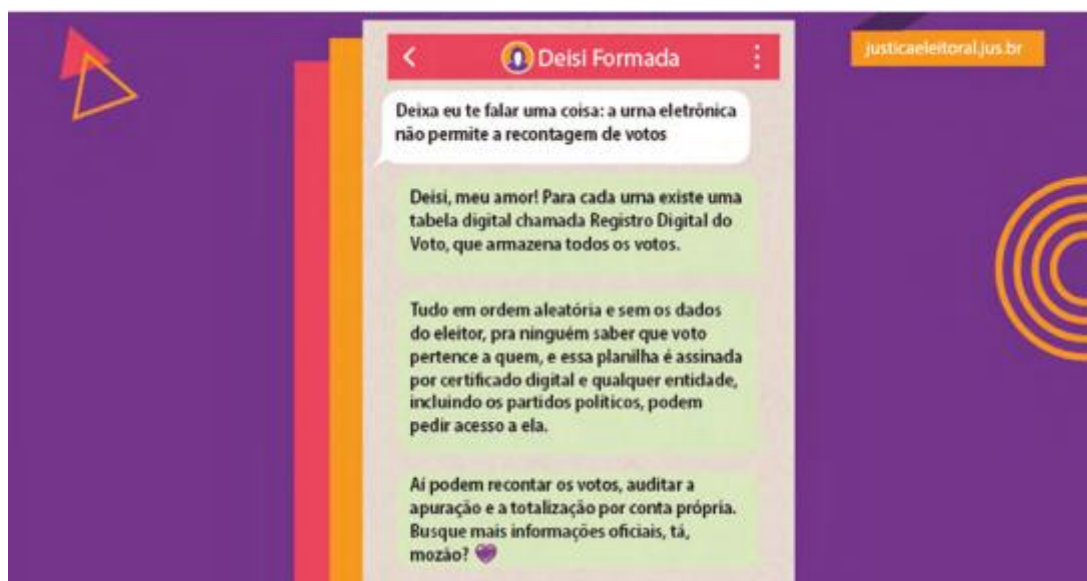 justicaeleitoral.jus.br
Deisi Formada
Deixa eu te falar uma coisa: a urna eletrônica
não permite a recontagem de votos
Deisi, meu amor! Para cada urna existe uma
tabela digital chamada Registro Digital do
Voto, que armazena todos os votos.
Tudo em ordem aleatória e sem os dados
do eleitor, pra ninguém saber que voto
pertence a quem, e essa planilha é assinada
por certificado digital e qualquer entidade,
incluindo os partidos políticos, podem
pedir acesso a ela.
Aí podem recontar os votos, auditar a
apuração e a totalização por conta própria.
Busque mais informações oficiais, tá,
mozão? 💜